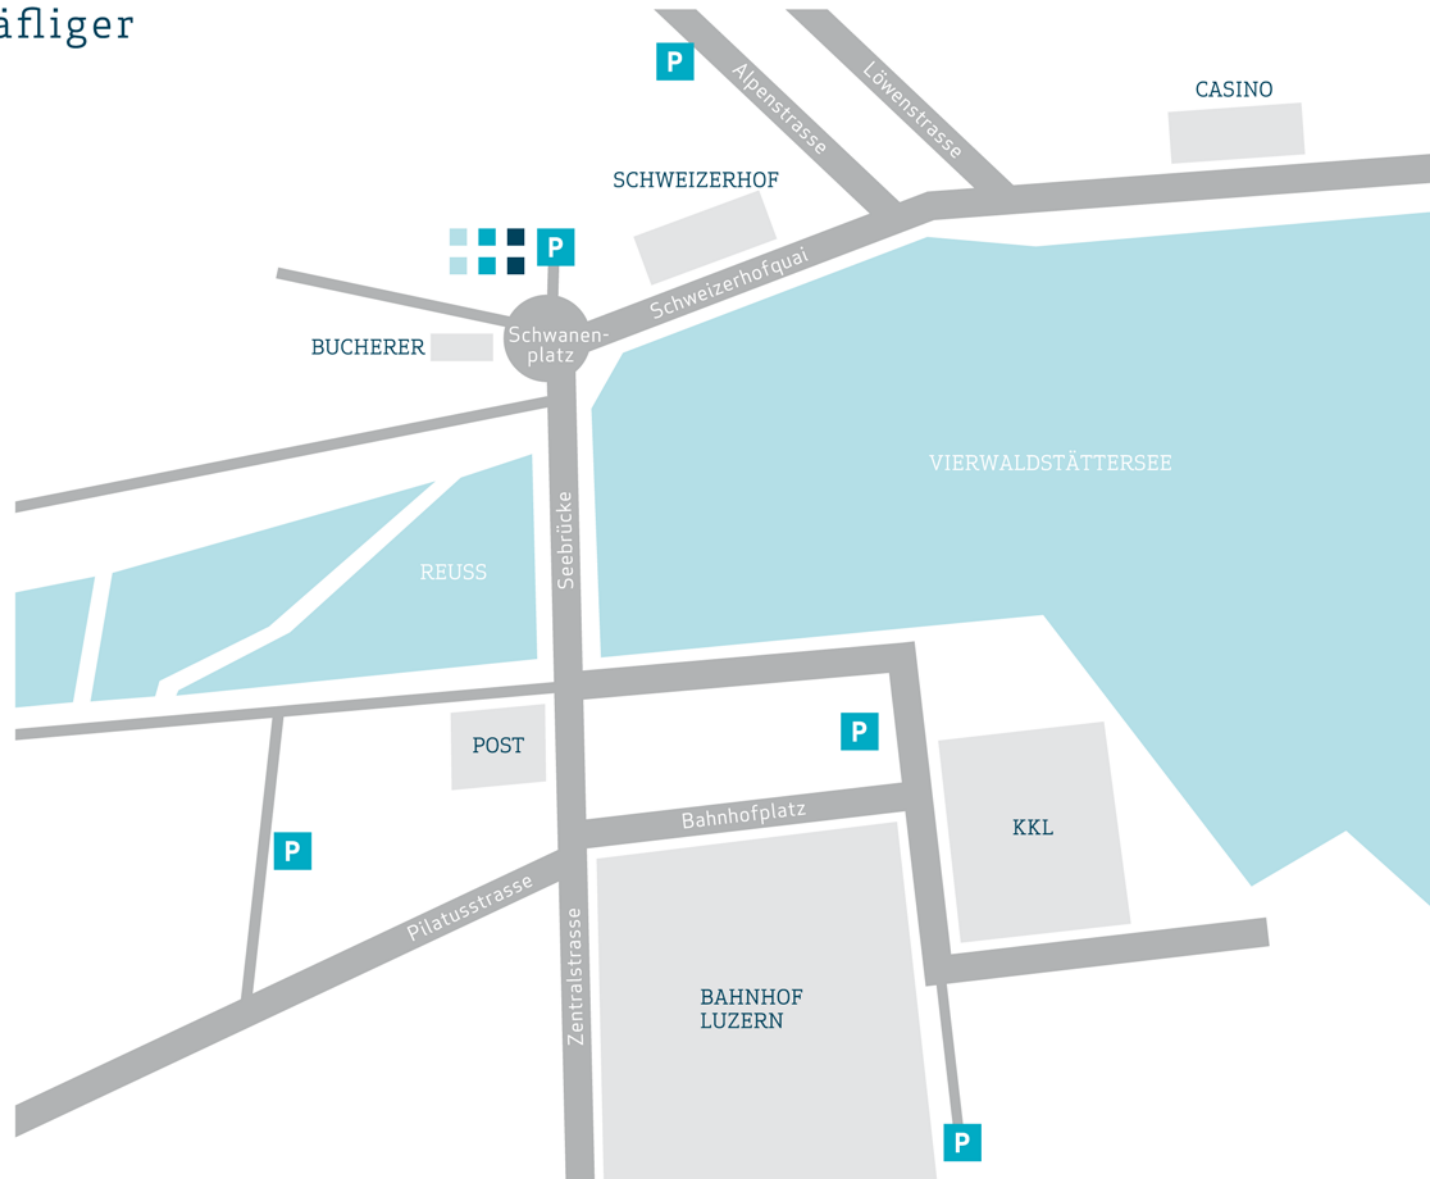 äfliger
P
Alpenstrasse
Löwenstrasse
CASINO
SCHWEIZERHOF
P
Schweizerhofquai
Schwanen-
platz
BUCHERER
VIERWALDSTÄTTERSEE
Seebrücke
REUSS
P
POST
Bahnhofplatz
KKL
P
Pilatusstrasse
Zentralstrasse
BAHNHOF
LUZERN
P